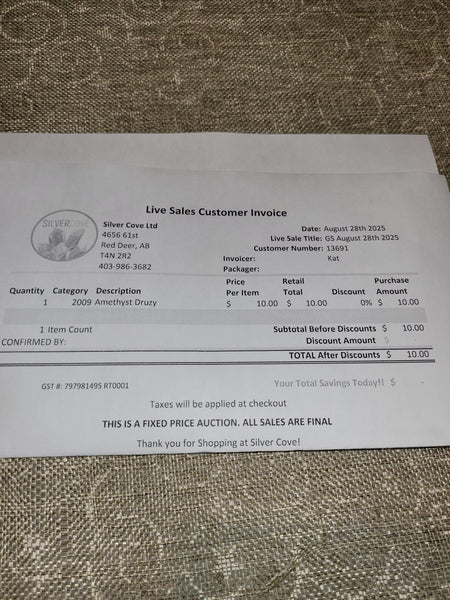 Live Sales Customer Invoice
SILVERCOVE
Silver Cove Ltd
4656 61st
Red Deer, AB
T4N 2R2
403-986-3682
Date: August 28th 2025
Live Sale Title: GS August 28th 2025
Customer Number: 13691
Invoicer: Kat
Packager:
Quantity Category Description Price Per Item Retail Total Discount Purchase Amount
1 2009 Amethyst Druzy $ 10.00 $ 10.00 0% $ 10.00
1 Item Count Subtotal Before Discounts $ 10.00
CONFIRMED BY: Discount Amount $
TOTAL After Discounts $ 10.00
GST #: 797981495 RT0001 Your Total Savings Today!! $ -
Taxes will be applied at checkout
THIS IS A FIXED PRICE AUCTION. ALL SALES ARE FINAL
Thank you for Shopping at Silver Cove!